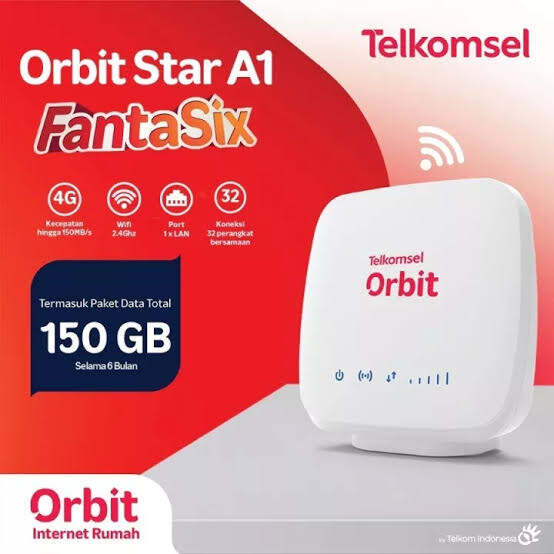 Orbit Star A1
Telkomsel
FantaSix
4G
Kecepatan
hingga 150MB/s
Wifi
2.4Ghz
Port
1 x LAN
32
Koneksi
32 perangkat
bersamaan
Telkomsel
Orbit
Termasuk Paket Data Total
150 GB
Selama 6 Bulan
Orbit
Internet Rumah
by Telkom Indonesia